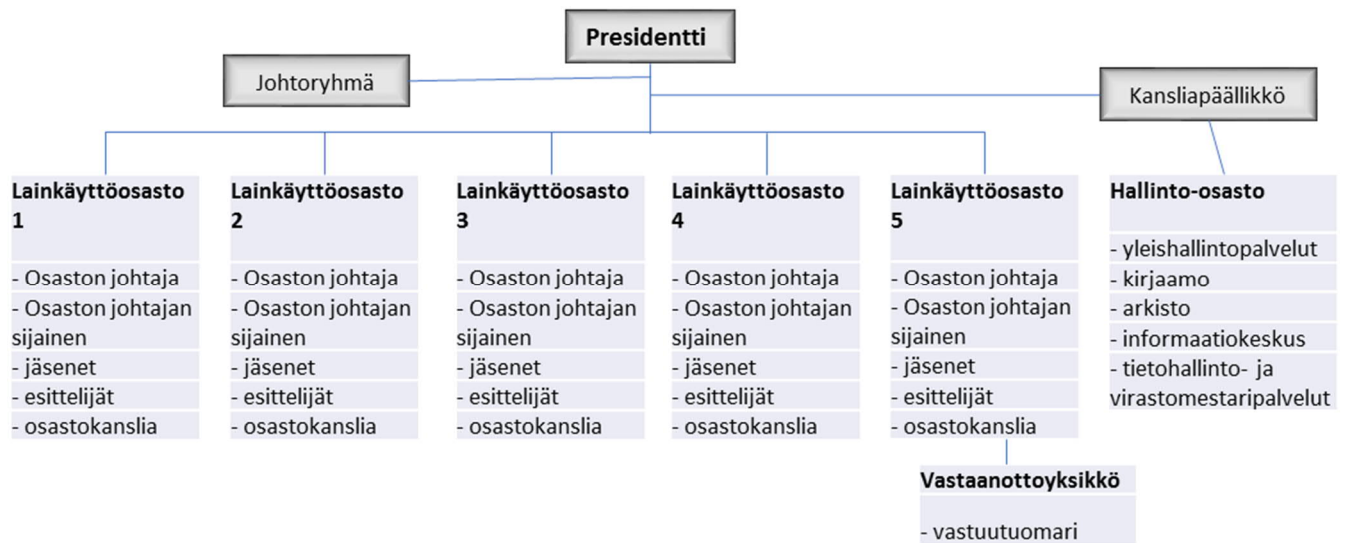 Presidentti
Johtoryhmä
Kansliapäällikkö
Lainkäyttöosasto
1
- Osaston johtaja
- Osaston johtajan
sijainen
- jäsenet
- esittelijät
- osastokanslia
Lainkäyttöosasto
2
- Osaston johtaja
- Osaston johtajan
sijainen
- jäsenet
- esittelijät
- osastokanslia
Lainkäyttöosasto
3
- Osaston johtaja
- Osaston johtajan
sijainen
- jäsenet
- esittelijät
- osastokanslia
Lainkäyttöosasto
4
- Osaston johtaja
- Osaston johtajan
sijainen
- jäsenet
- esittelijät
- osastokanslia
Lainkäyttöosasto
5
- Osaston johtaja
- Osaston johtajan
sijainen
- jäsenet
- esittelijät
- osastokanslia
Vastaanottoyksikkö
- vastuutuomari
Hallinto-osasto
- yleishallintopalvelut
- kirjaamo
- arkisto
- informaatiokeskus
- tietohallinto- ja
virastomestaripalvelut